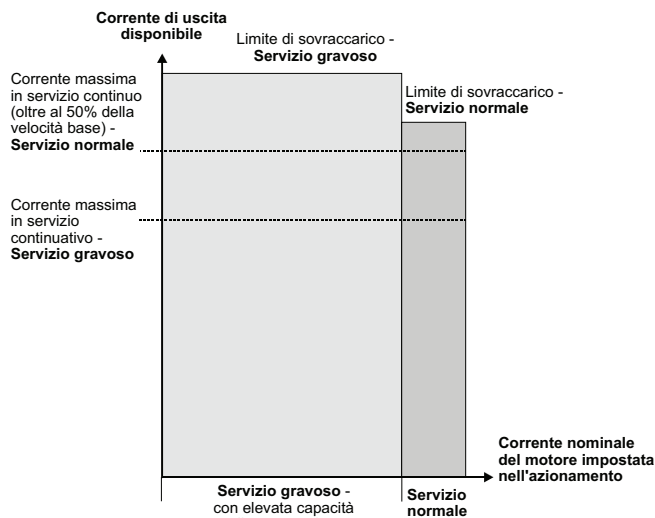 Corrente di uscita
disponibile
Limite di sovraccarico -
Servizio gravoso
Corrente massima
in servizio continuo
(oltre al 50% della
velocità base) -
Servizio normale
Limite di sovraccarico -
Servizio normale
Corrente massima
in servizio
continuativo -
Servizio gravoso
Corrente nominale
del motore impostata
nell'azionamento
Servizio gravoso -
con elevata capacità
Servizio
normale